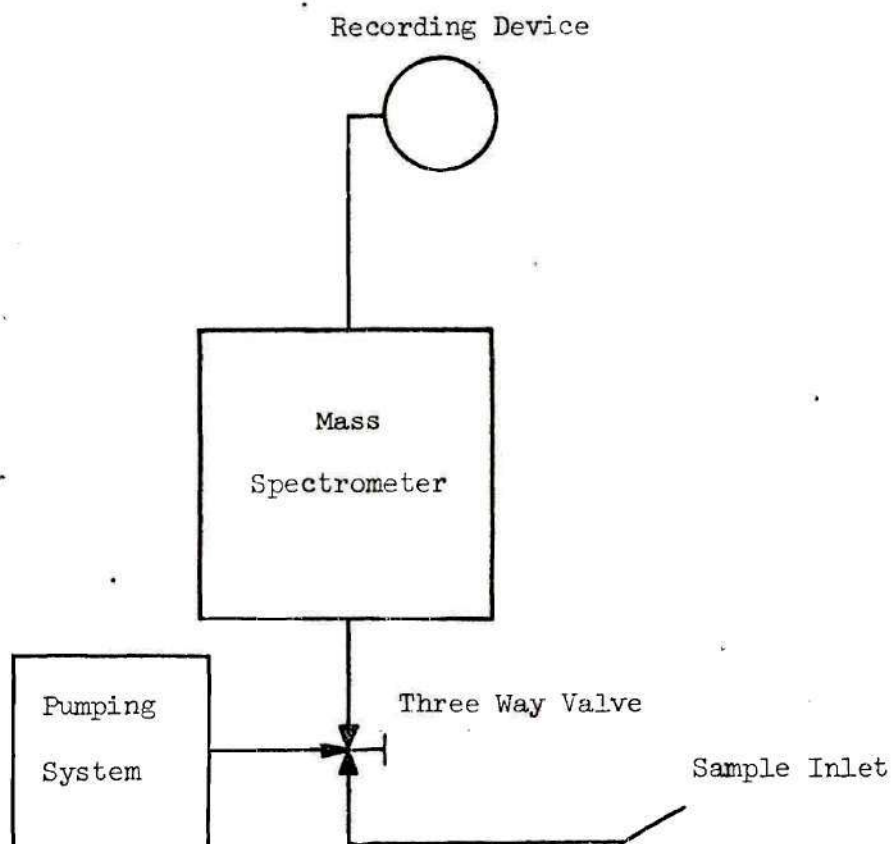 Recording Device
Mass
Spectrometer
Three Way Valve
Pumping
System
Sample Inlet